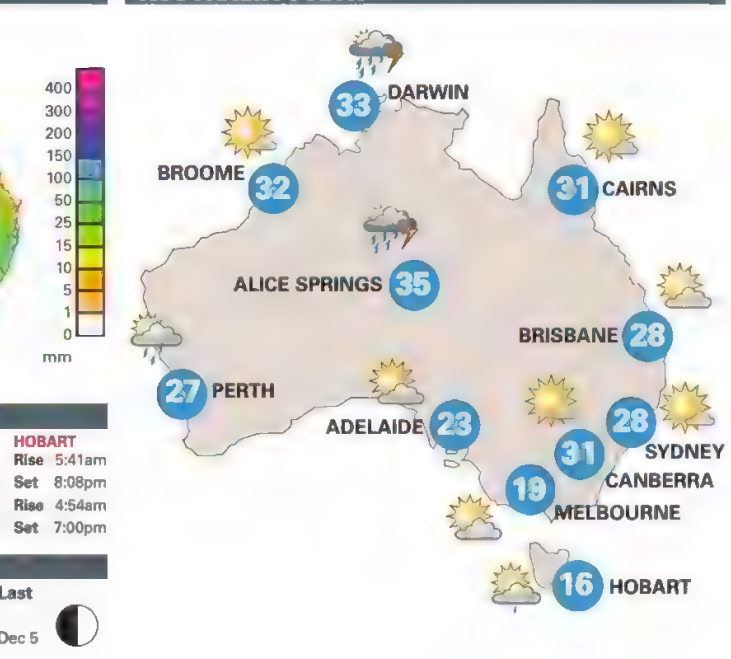 400
300
200
150
100
50
25
15
10
5
1
0
mm
HOBART
Rise 5:41am
Set 8:08pm
Rise 4:54am
Set 7:00pm
Last
Dec 5
33 DARWIN
BROOME 32
31 CAIRNS
ALICE SPRINGS 35
BRISBANE 28
27 PERTH
ADELAIDE 23
28 SYDNEY
31 CANBERRA
19 MELBOURNE
16 HOBART